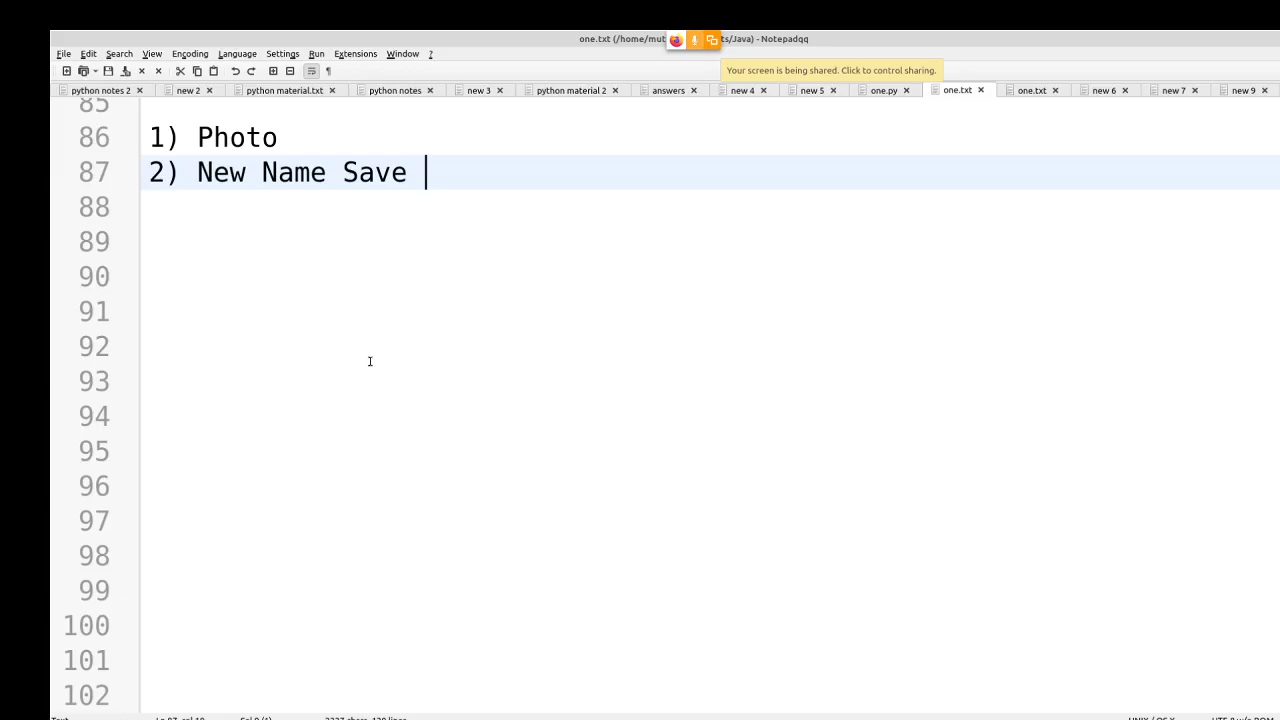 one.txt (/home/mut ts/Java) - Notepadqq
File Edit Search View Encoding Language Settings Run Extensions Window ?
Your screen is being shared. Click to control sharing.
python notes 2 new 2 python material.txt python notes new 3 python material 2 answers new 4 new 5 one.py one.txt one.txt new 6 new 7 new 9
85
86 1) Photo
87 2) New Name Save
88
89
90
91
92
93
94
95
96
97
98
99
100
101
102